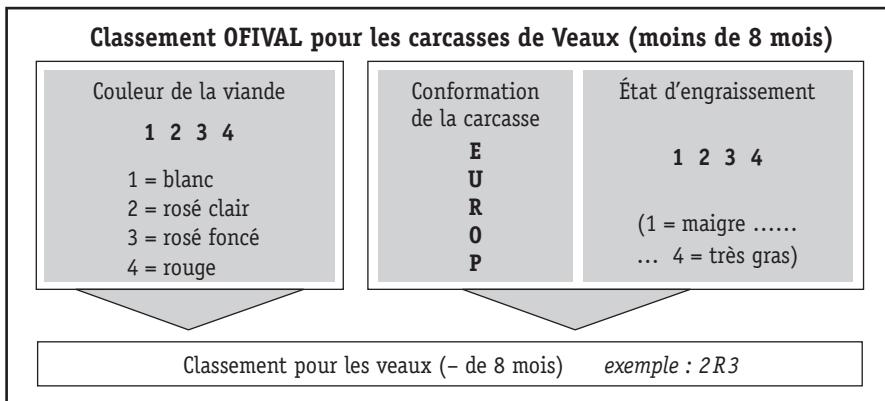 Classement OFIVAL pour les carcasses de Veaux (moins de 8 mois)
Couleur de la viande
1 2 3 4
1 = blanc
2 = rosé clair
3 = rosé foncé
4 = rouge
Conformation
de la carcasse
E
U
R
O
P
État d'engraissement
1 2 3 4
(1 = maigre ......
... 4 = très gras)
Classement pour les veaux (– de 8 mois) exemple : 2R3